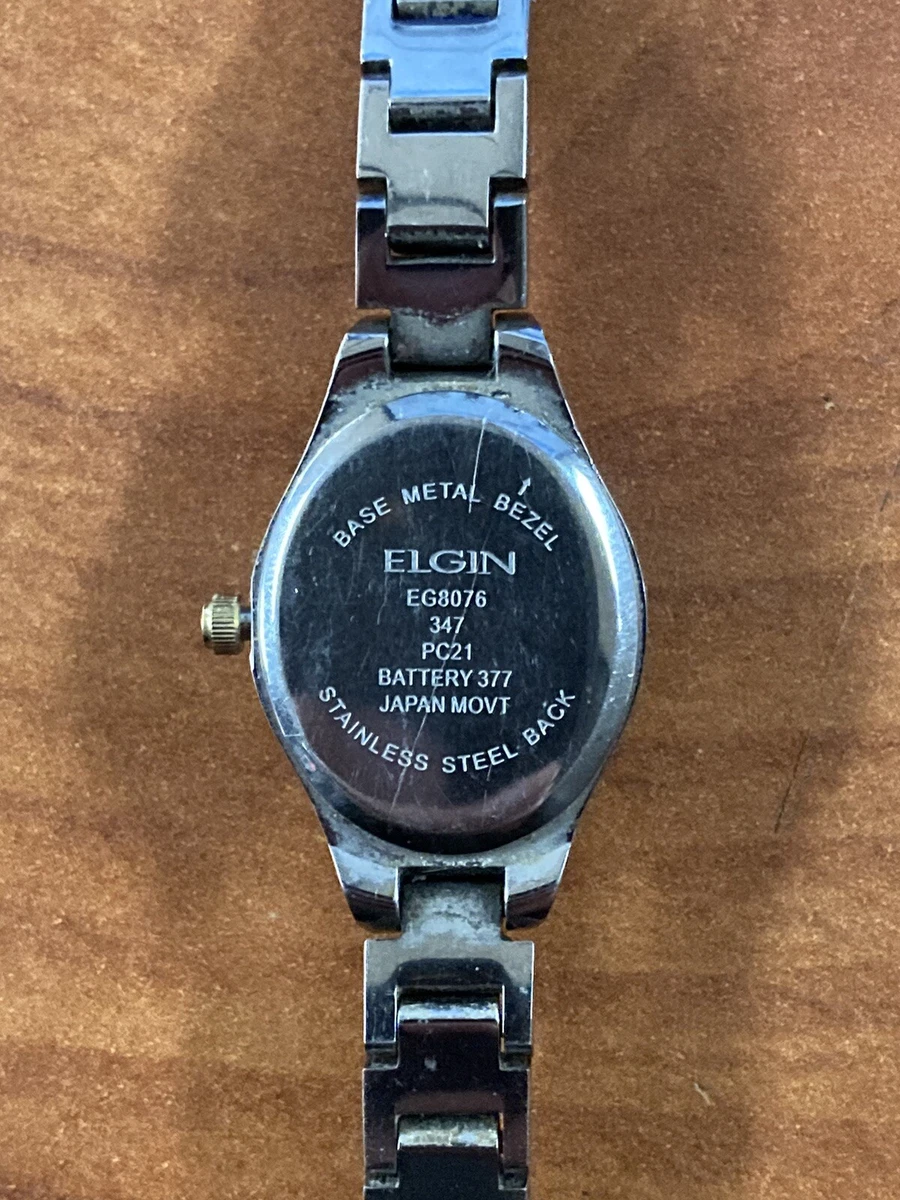 BASE METAL BEZEL
ELGIN
EG8076
347
PC21
BATTERY 377
JAPAN MOVT
STAINLESS STEEL BACK